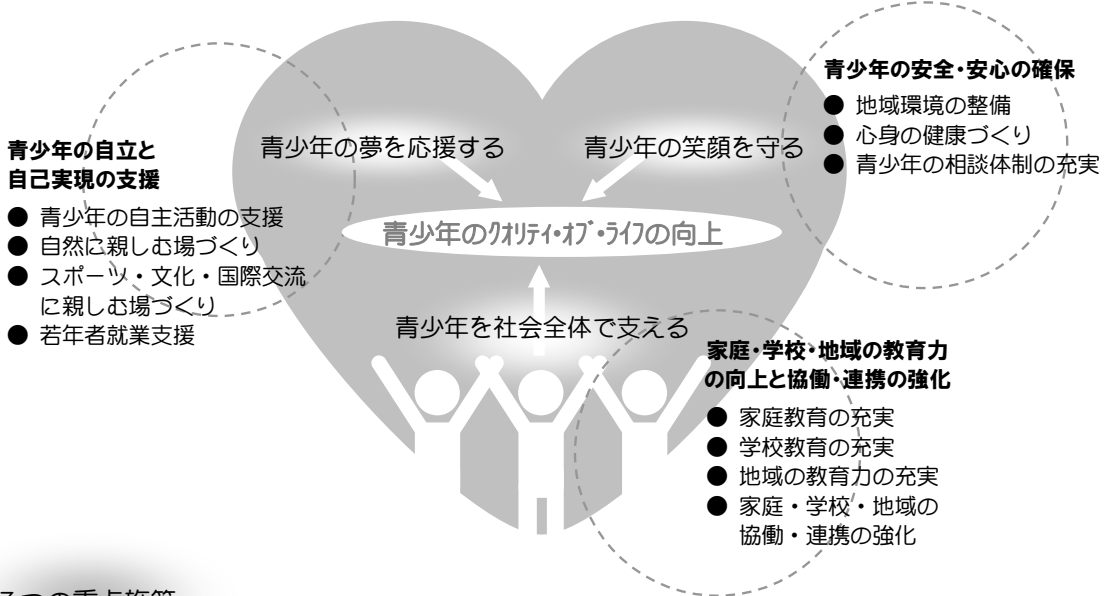 青少年の安全・安心の確保
● 地域環境の整備
● 心身の健康づくり
● 青少年の相談体制の充実
青少年の夢を応援する
青少年の笑顔を守る
青少年の自立と
自己実現の支援
● 青少年の自主活動の支援
● 自然に親しむ場づくり
● スポーツ・文化・国際交流
に親しむ場づくり
● 若年者就業支援
青少年のｸｵﾘﾃｨ・ｵﾌﾞ・ﾗｲﾌの向上
青少年を社会全体で支える
家庭・学校・地域の教育力
の向上と協働・連携の強化
● 家庭教育の充実
● 学校教育の充実
● 地域の教育力の充実
● 家庭・学校・地域の
協働・連携の強化